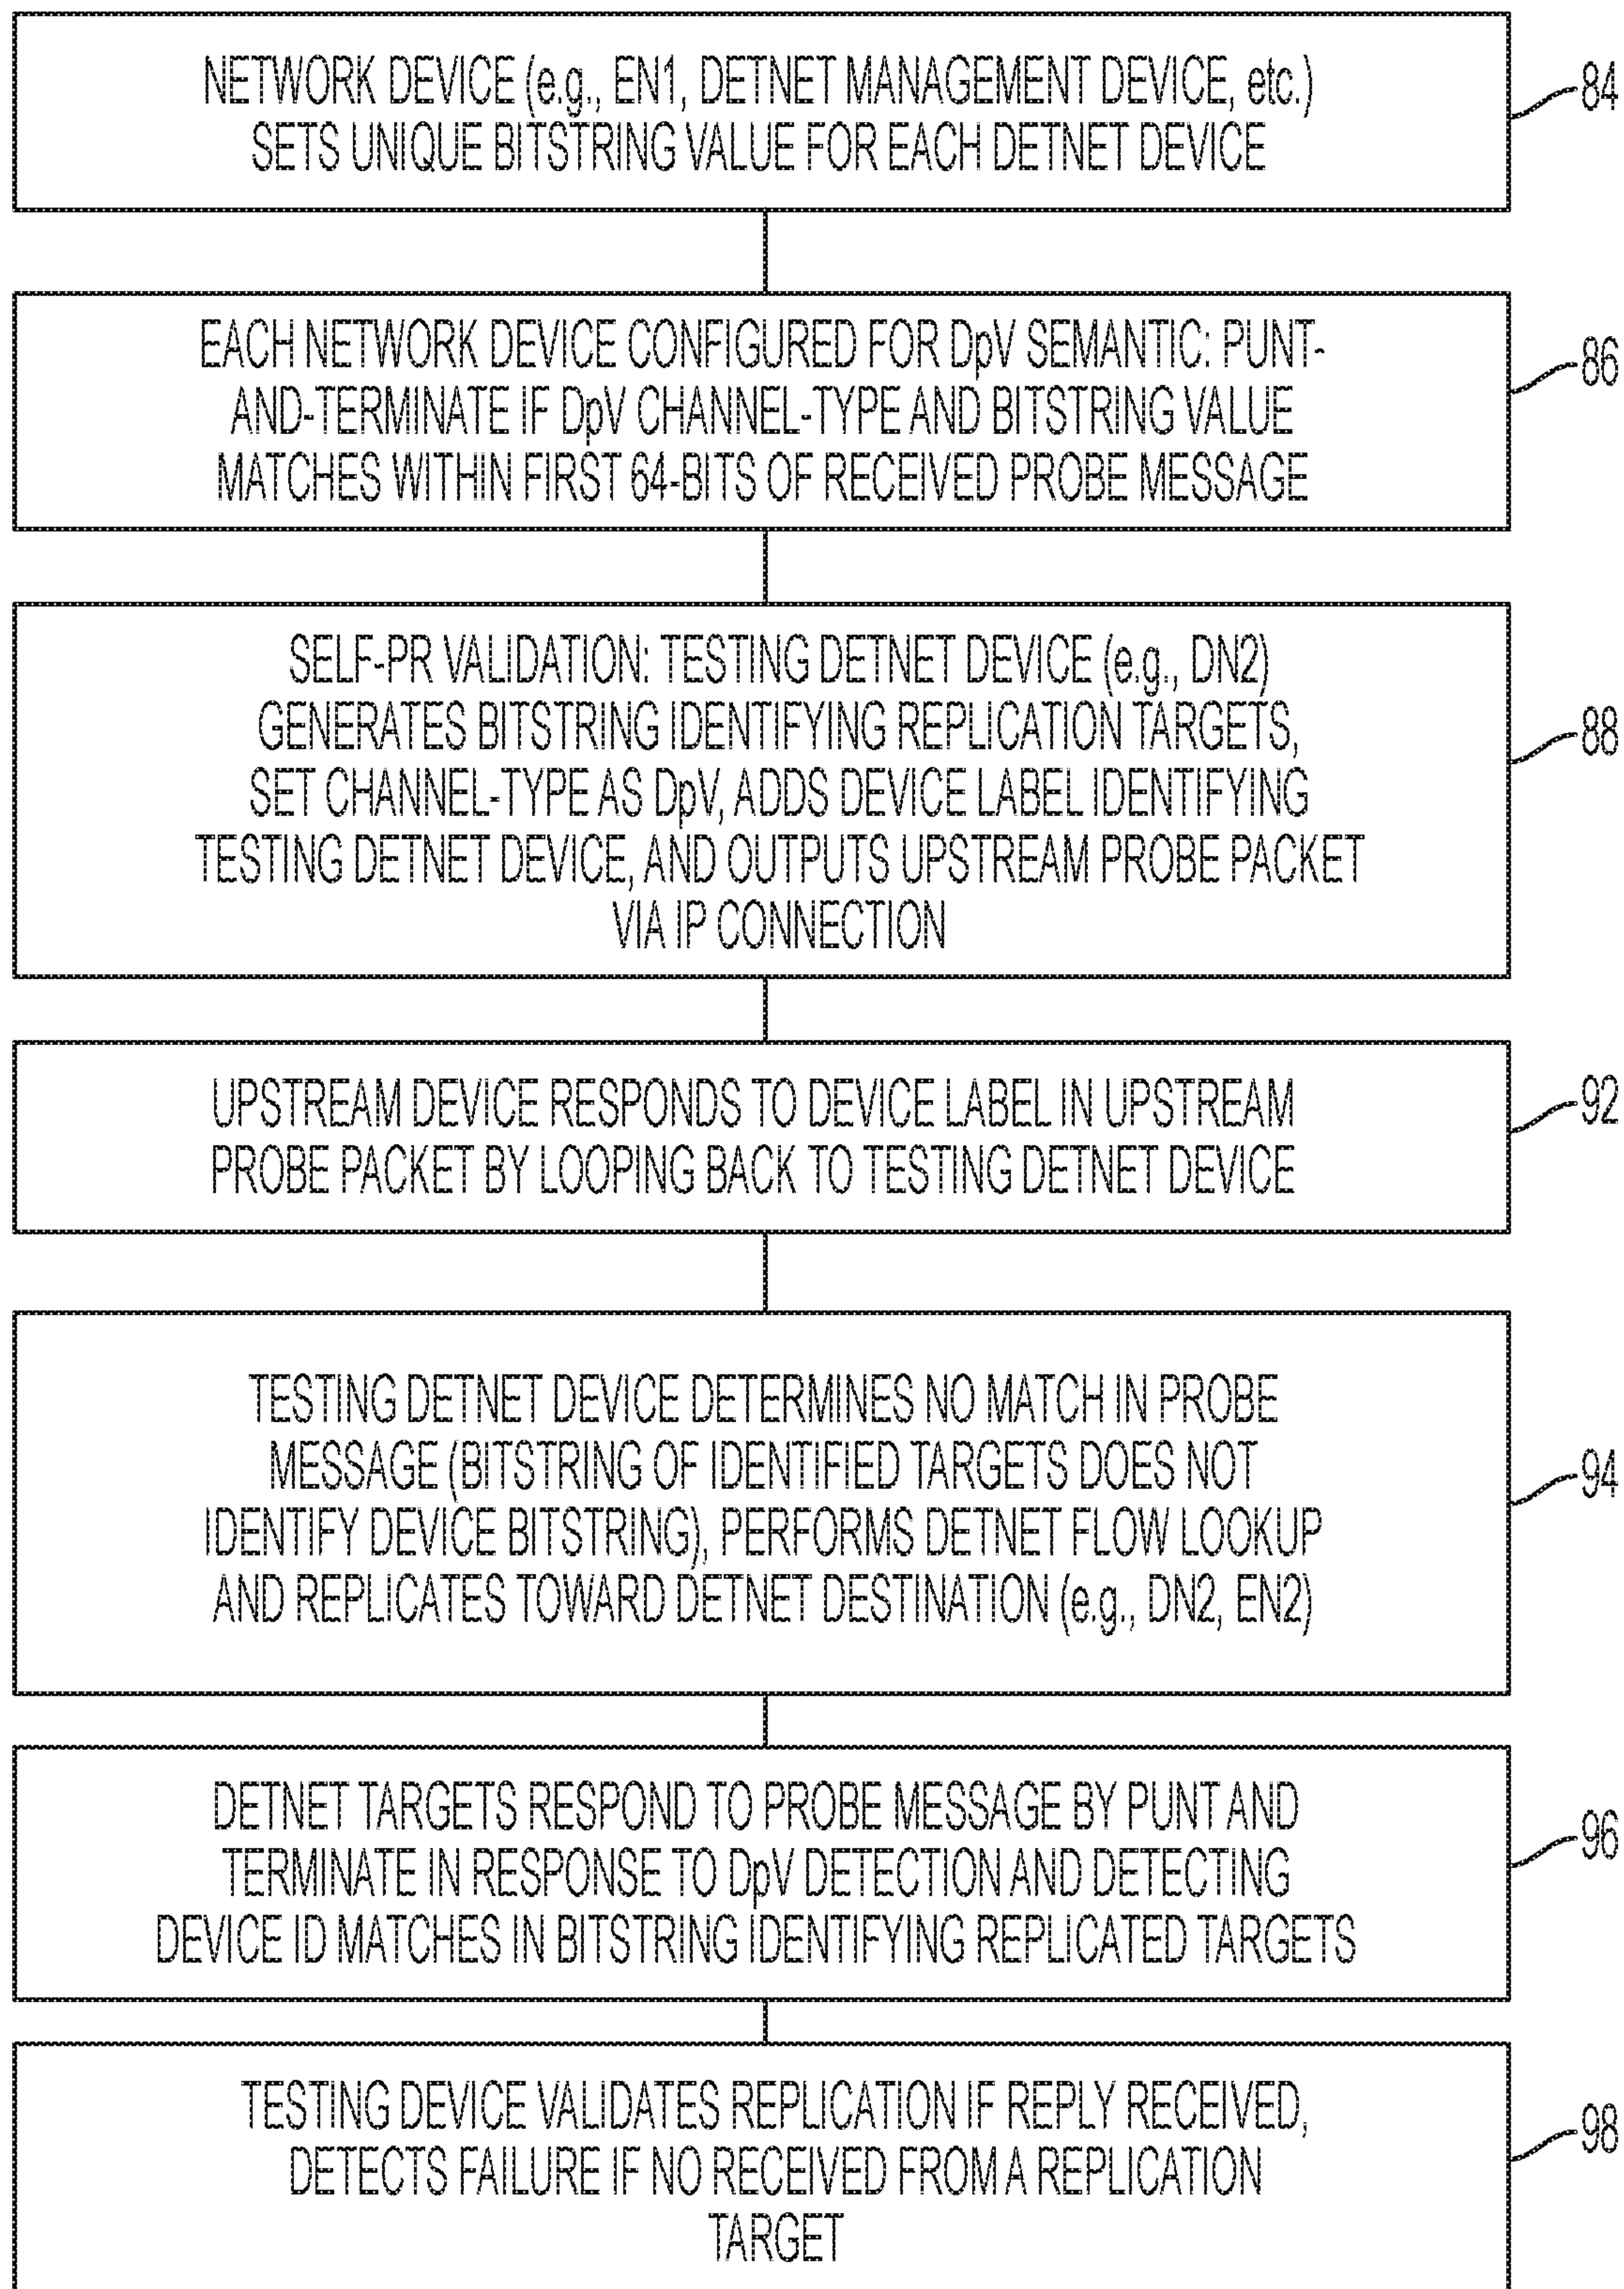 NETWORK DEVICE (e.g., EN1, DETNET MANAGEMENT DEVICE, etc.)
SETS UNIQUE BITSTRING VALUE FOR EACH DETNET DEVICE
84
EACH NETWORK DEVICE CONFIGURED FOR DpV SEMANTIC: PUNT-
AND-TERMINATE IF DpV CHANNEL-TYPE AND BITSTRING VALUE
MATCHES WITHIN FIRST 64-BITS OF RECEIVED PROBE MESSAGE
86
SELF-PR VALIDATION: TESTING DETNET DEVICE (e.g., DN2)
GENERATES BITSTRING IDENTIFYING REPLICATION TARGETS,
SET CHANNEL-TYPE AS DpV, ADDS DEVICE LABEL IDENTIFYING
TESTING DETNET DEVICE, AND OUTPUTS UPSTREAM PROBE PACKET
VIA IP CONNECTION
88
UPSTREAM DEVICE RESPONDS TO DEVICE LABEL IN UPSTREAM
PROBE PACKET BY LOOPING BACK TO TESTING DETNET DEVICE
92
TESTING DETNET DEVICE DETERMINES NO MATCH IN PROBE
MESSAGE (BITSTRING OF IDENTIFIED TARGETS DOES NOT
IDENTIFY DEVICE BITSTRING), PERFORMS DETNET FLOW LOOKUP
AND REPLICATES TOWARD DETNET DESTINATION (e.g., DN2, EN2)
94
DETNET TARGETS RESPOND TO PROBE MESSAGE BY PUNT AND
TERMINATE IN RESPONSE TO DpV DETECTION AND DETECTING
DEVICE ID MATCHES IN BITSTRING IDENTIFYING REPLICATED TARGETS
96
TESTING DEVICE VALIDATES REPLICATION IF REPLY RECEIVED,
DETECTS FAILURE IF NO RECEIVED FROM A REPLICATION
TARGET
98